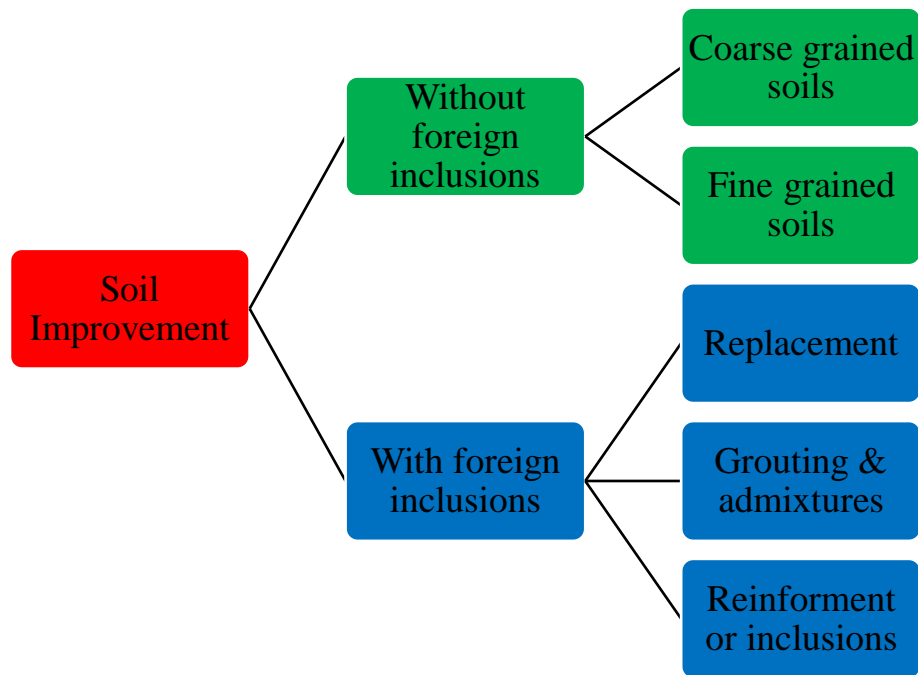 Coarse grained
soils
Without
foreign
inclusions
Fine grained
soils
Soil
Improvement
Replacement
With foreign
inclusions
Grouting &
admixtures
Reinforment
or inclusions